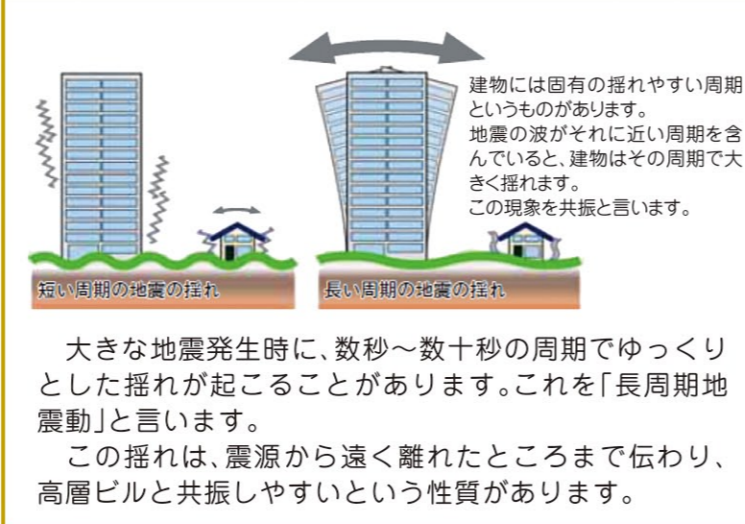 建物には固有の揺れやすい周期
というものがあります。
地震の波がそれに近い周期を含
んでいると、建物はその周期で大
きく揺れます。
この現象を共振と言います。
短い周期の地震の揺れ
長い周期の地震の揺れ
　大きな地震発生時に、数秒〜数十秒の周期でゆっくり
とした揺れが起こることがあります。これを「長周期地
震動」と言います。
　この揺れは、震源から遠く離れたところまで伝わり、
高層ビルと共振しやすいという性質があります。